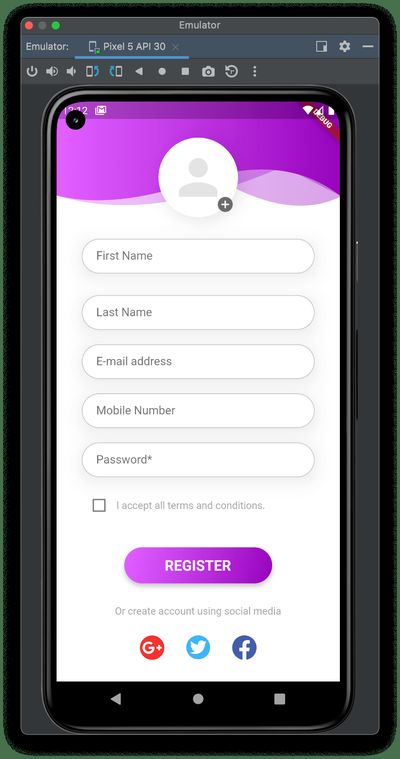 Emulator
Emulator:
Pixel 5 API 30
12:12
DEBUG
First Name
Last Name
E-mail address
Mobile Number
Password*
I accept all terms and conditions.
REGISTER
Or create account using social media
G+